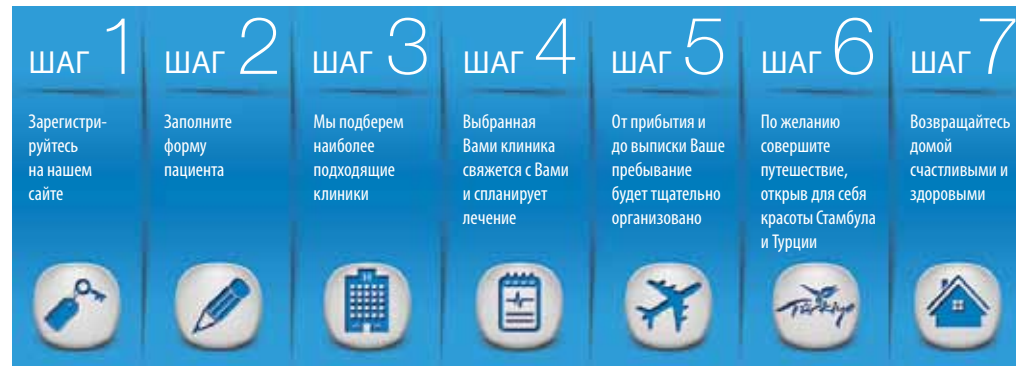 ШАГ 1
Зарегистри-
руйтесь
на нашем
сайте
ШАГ 2
Заполните
форму
пациента
ШАГ 3
Мы подберем
наиболее
подходящие
клиники
H
ШАГ 4
Выбранная
Вами клиника
свяжется с Вами
и спланирует
лечение
ШАГ 5
От прибытия и
до выписки Ваше
пребывание
будет тщательно
организовано
ШАГ 6
По желанию
совершите
путешествие,
открыв для себя
красоты Стамбула
и Турции
Türkiye
ШАГ 7
Возвращайтесь
домой
счастливыми и
здоровыми